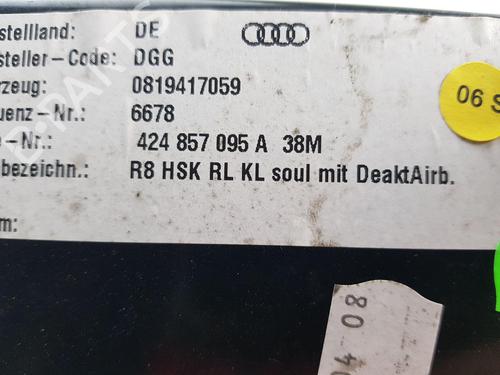 stellland: DE
steller-Code: DGG
rzeug: 0819417059
uenz-Nr.: 6678
-Nr.: 424 857 095 A 38M
bezeichn.: R8 HSK RL KL soul mit DeaktAirb.
m:
06 S
04 08